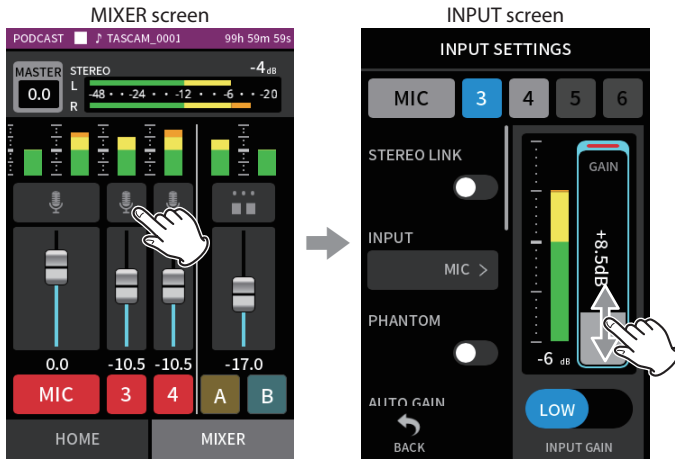 MIXER screen
PODCAST ♪ TASCAM_0001 99h 59m 59s
MASTER STEREO -4dB
0.0 L -48 · · -24 · · -12 · · -6 · · -20
R
0.0 -10.5 -10.5 -17.0
MIC 3 4 A B
HOME MIXER
INPUT screen
INPUT SETTINGS
MIC 3 4 5 6
STEREO LINK
GAIN
INPUT
MIC >
+8.5dB
PHANTOM
-6 dB
AUTO GAIN
LOW
BACK
INPUT GAIN